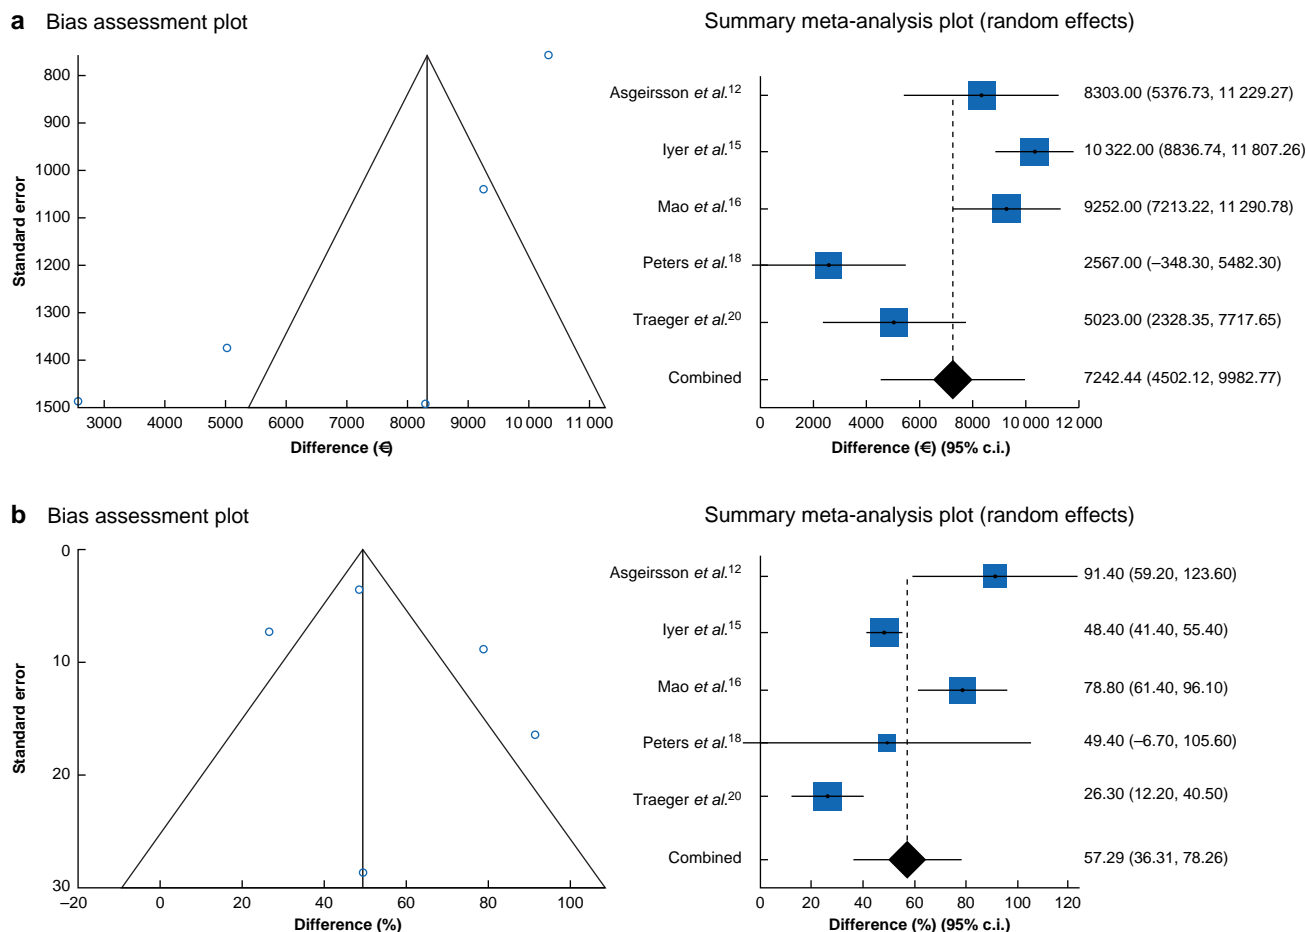 a Bias assessment plot
Summary meta-analysis plot (random effects)
800
900
1000
1100
1200
1300
1400
1500
Standard error
3000 4000 5000 6000 7000 8000 9000 10 000 11 000
Difference (€)
Asgeirsson et al.12 8303.00 (5376.73, 11 229.27)
Iyer et al.15 10 322.00 (8836.74, 11 807.26)
Mao et al.16 9252.00 (7213.22, 11 290.78)
Peters et al.18 2567.00 (–348.30, 5482.30)
Traeger et al.20 5023.00 (2328.35, 7717.65)
Combined 7242.44 (4502.12, 9982.77)
0 2000 4000 6000 8000 10 000 12 000
Difference (€) (95% c.i.)
b Bias assessment plot
Summary meta-analysis plot (random effects)
0
10
20
30
Standard error
–20 0 20 40 60 80 100
Difference (%)
Asgeirsson et al.12 91.40 (59.20, 123.60)
Iyer et al.15 48.40 (41.40, 55.40)
Mao et al.16 78.80 (61.40, 96.10)
Peters et al.18 49.40 (–6.70, 105.60)
Traeger et al.20 26.30 (12.20, 40.50)
Combined 57.29 (36.31, 78.26)
0 20 40 60 80 100 120
Difference (%) (95% c.i.)